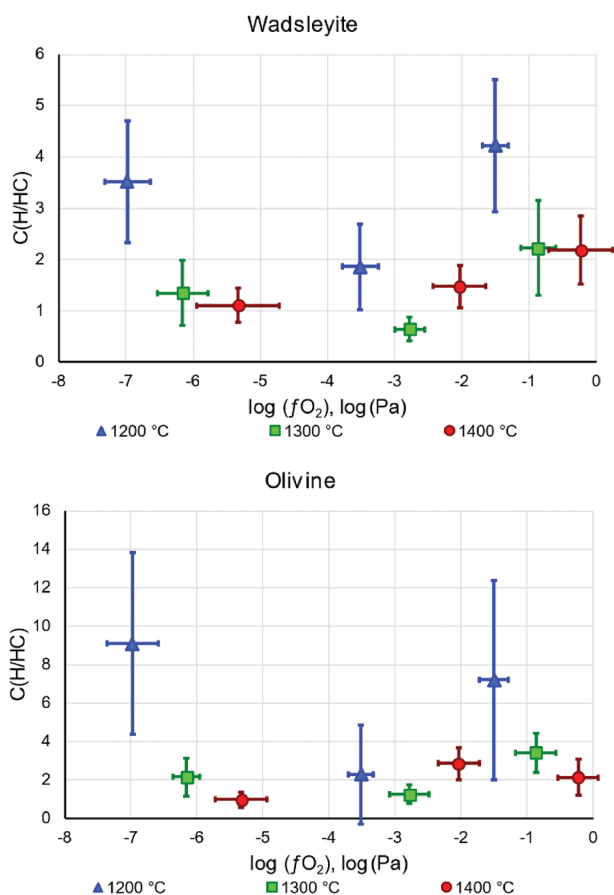 Wadsleyite
6
5
4
3
2
1
0
C(H/HC)
-8 -7 -6 -5 -4 -3 -2 -1 0
log (ƒO₂), log(Pa)
1200 °C 1300 °C 1400 °C
Olivine
16
14
12
10
8
6
4
2
0
C(H/HC)
-8 -7 -6 -5 -4 -3 -2 -1 0
log (ƒO₂), log(Pa)
1200 °C 1300 °C 1400 °C